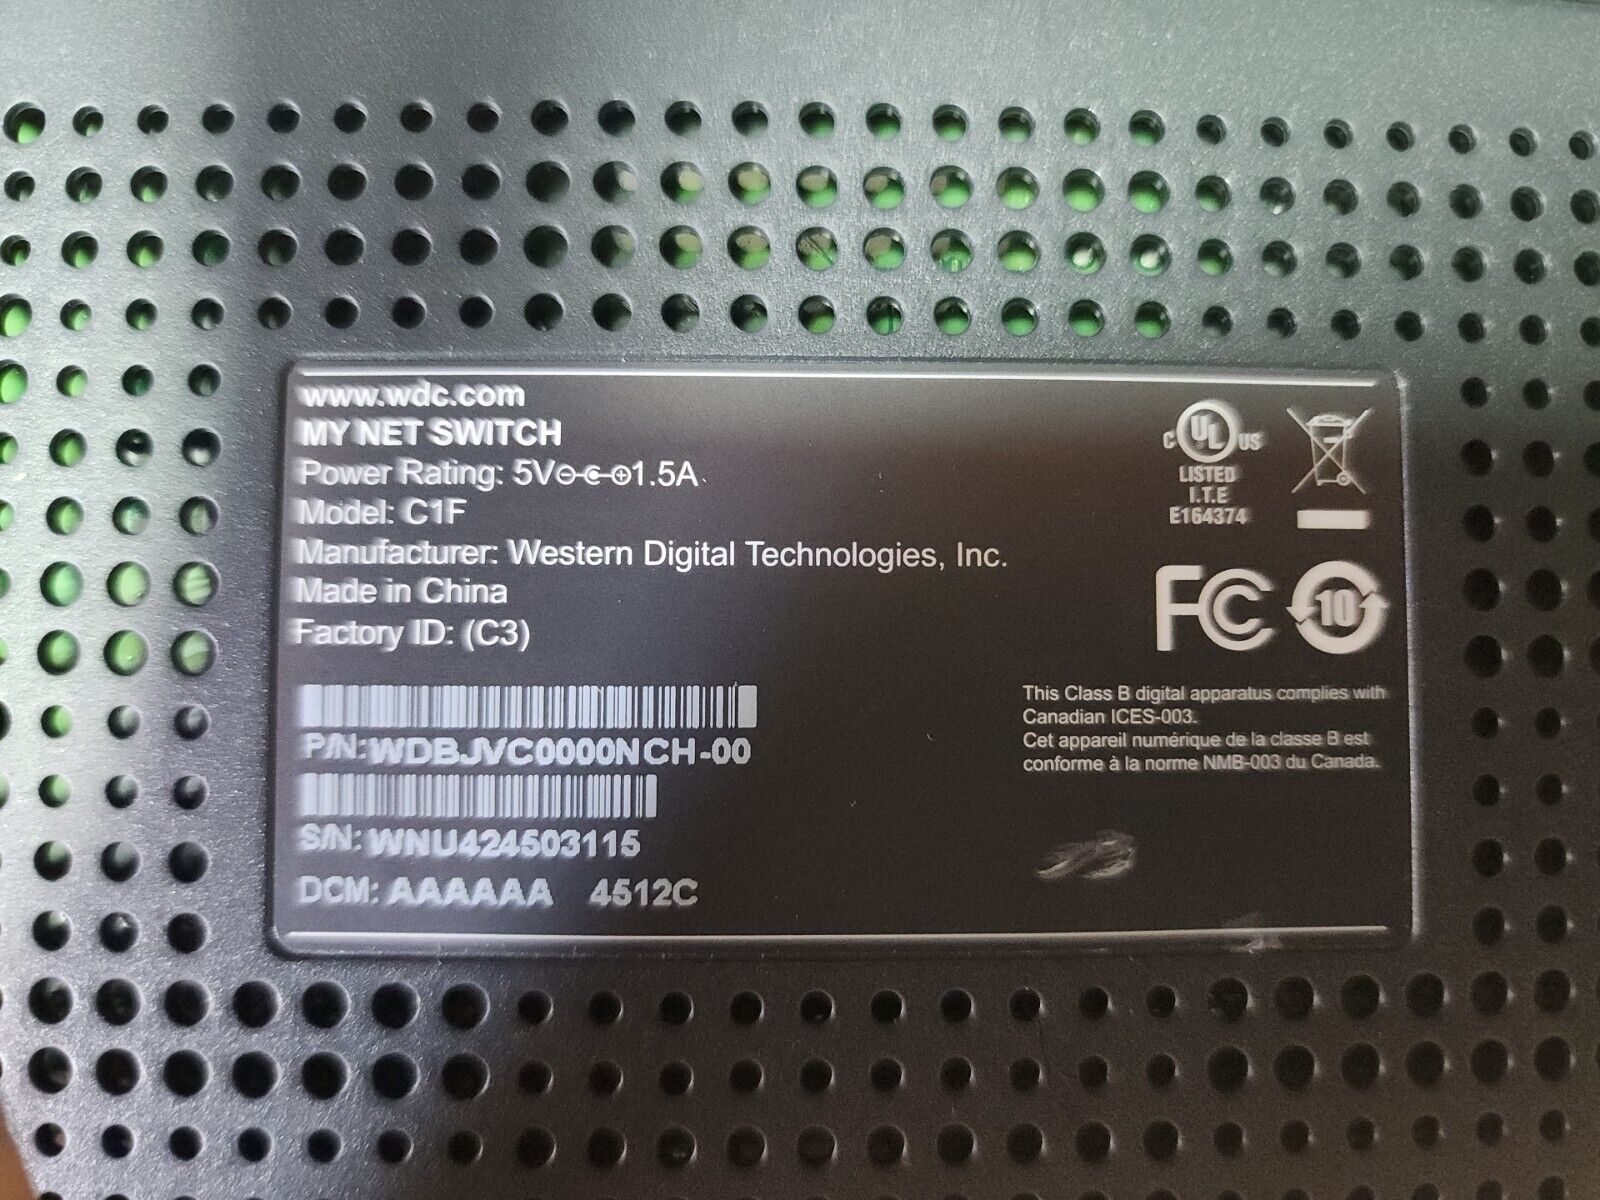 www.wdc.com
MY NET SWITCH
Power Rating: 5V⊖-c-⊕1.5A
Model: C1F
Manufacturer: Western Digital Technologies, Inc.
Made in China
Factory ID: (C3)
P/N:WDBJVC0000NCH-00
S/N: WNU424503115
DCM: AAAAAA 4512C
C UL US
LISTED
I.T.E
E164374
FC 10
This Class B digital apparatus complies with
Canadian ICES-003.
Cet appareil numérique de la classe B est
conforme à la norme NMB-003 du Canada.